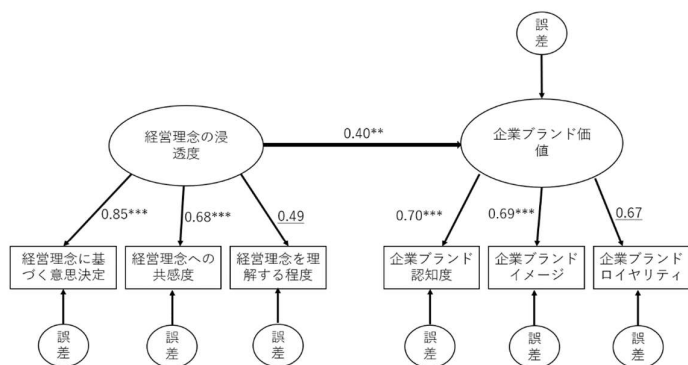 誤
差
経営理念の浸
透度
0.40**
企業ブランド価
値
0.85***
0.68***
0.49
0.70***
0.69***
0.67
経営理念に基
づく意思決定
経営理念への
共感度
経営理念を理
解する程度
企業ブランド
認知度
企業ブランド
イメージ
企業ブランド
ロイヤリティ
誤
差
誤
差
誤
差
誤
差
誤
差
誤
差